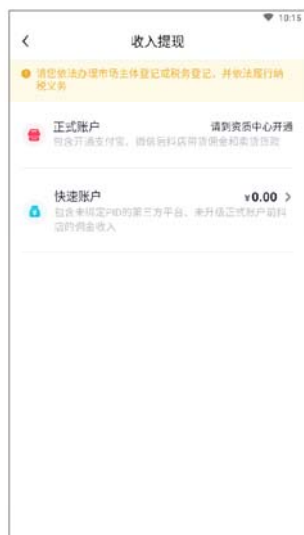 10:15
收入提现
请您依法办理市场主体登记或税务登记，并依法履行纳
税义务
正式账户
请到资质中心开通
包含开通支付宝、微信后抖店带货佣金和卖货货款
快速账户
¥0.00
包含未绑定PID的第三方平台、未升级正式账户前抖
店的佣金收入